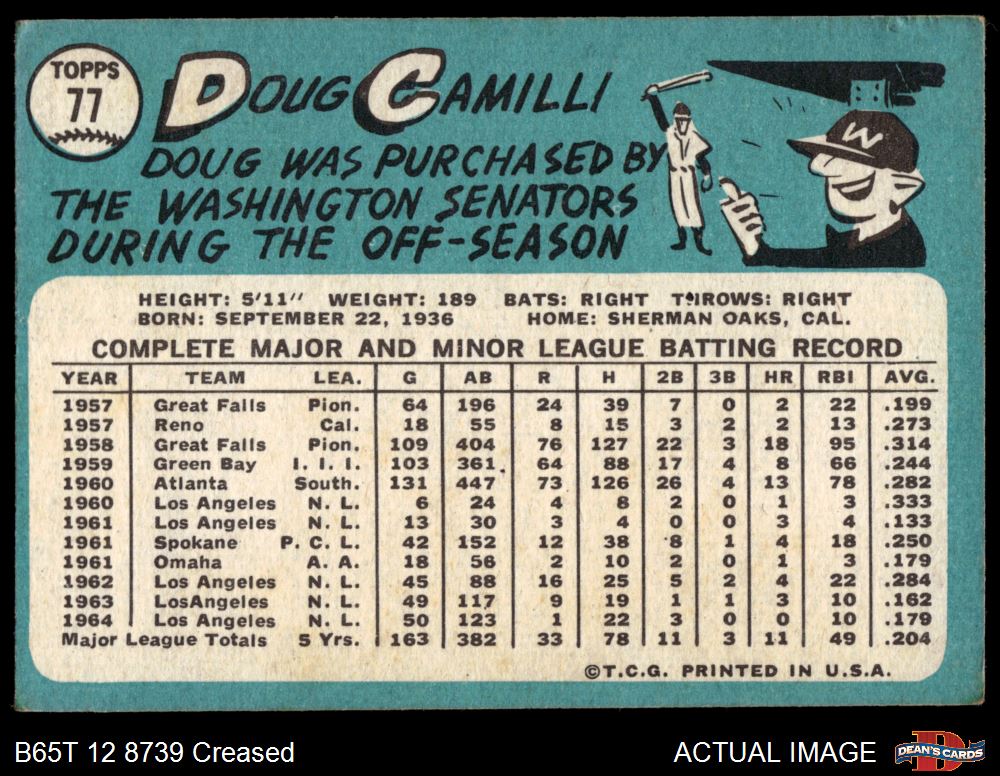 TOPPS
77
DOUG CAMILLI
DOUG WAS PURCHASED BY
THE WASHINGTON SENATORS
DURING THE OFF-SEASON
W
HEIGHT: 5'11" WEIGHT: 189 BATS: RIGHT THROWS: RIGHT
BORN: SEPTEMBER 22, 1936 HOME: SHERMAN OAKS, CAL.
COMPLETE MAJOR AND MINOR LEAGUE BATTING RECORD
YEAR TEAM LEA. G AB R H 2B 3B HR RBI AVG.
1957 Great Falls Pion. 64 196 24 39 7 0 2 22 .199
1957 Reno Cal. 18 55 8 15 3 2 2 13 .273
1958 Great Falls Pion. 109 404 76 127 22 3 18 95 .314
1959 Green Bay I. I. I. 103 361 64 88 17 4 8 66 .244
1960 Atlanta South. 131 447 73 126 26 4 13 78 .282
1960 Los Angeles N. L. 6 24 4 8 2 0 1 3 .333
1961 Los Angeles N. L. 13 30 3 4 0 0 3 4 .133
1961 Spokane P. C. L. 42 152 12 38 8 1 4 18 .250
1961 Omaha A. A. 18 56 2 10 2 0 1 3 .179
1962 Los Angeles N. L. 45 88 16 25 5 2 4 22 .284
1963 LosAngeles N. L. 49 117 9 19 1 1 3 10 .162
1964 Los Angeles N. L. 50 123 1 22 3 0 0 10 .179
Major League Totals 5 Yrs. 163 382 33 78 11 3 11 49 .204
©T.C.G. PRINTED IN U.S.A.
B65T 12 8739 Creased ACTUAL IMAGE
D
DEAN'S CARDS